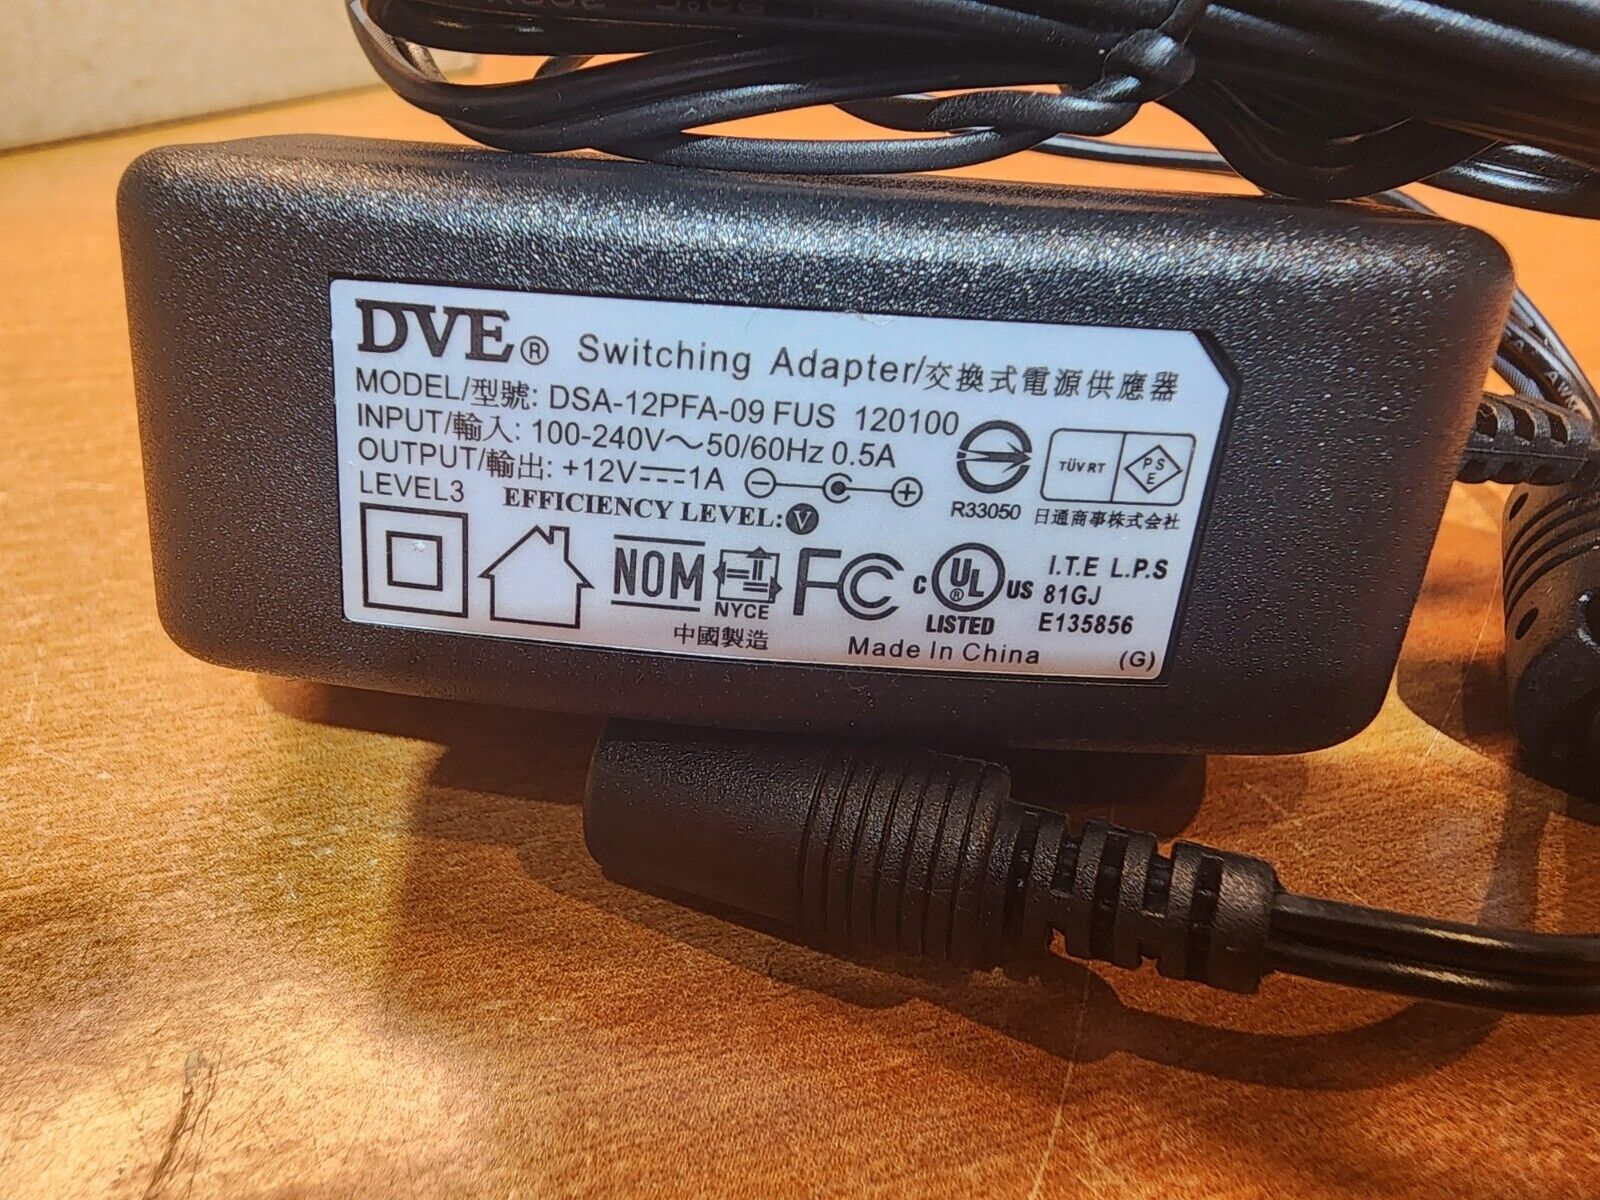 DVE® Switching Adapter/交換式電源供應器
MODEL/型號: DSA-12PFA-09 FUS 120100
INPUT/輸入: 100-240V～50/60Hz 0.5A
OUTPUT/輸出: +12V⎓1A
LEVEL3
EFFICIENCY LEVEL: V
R33050
TÜV RT
PSE
日通商事株式会社
NOM
NYCE
FC
c UL® US
LISTED
I.T.E L.P.S
81GJ
E135856
中國製造
Made In China
(G)